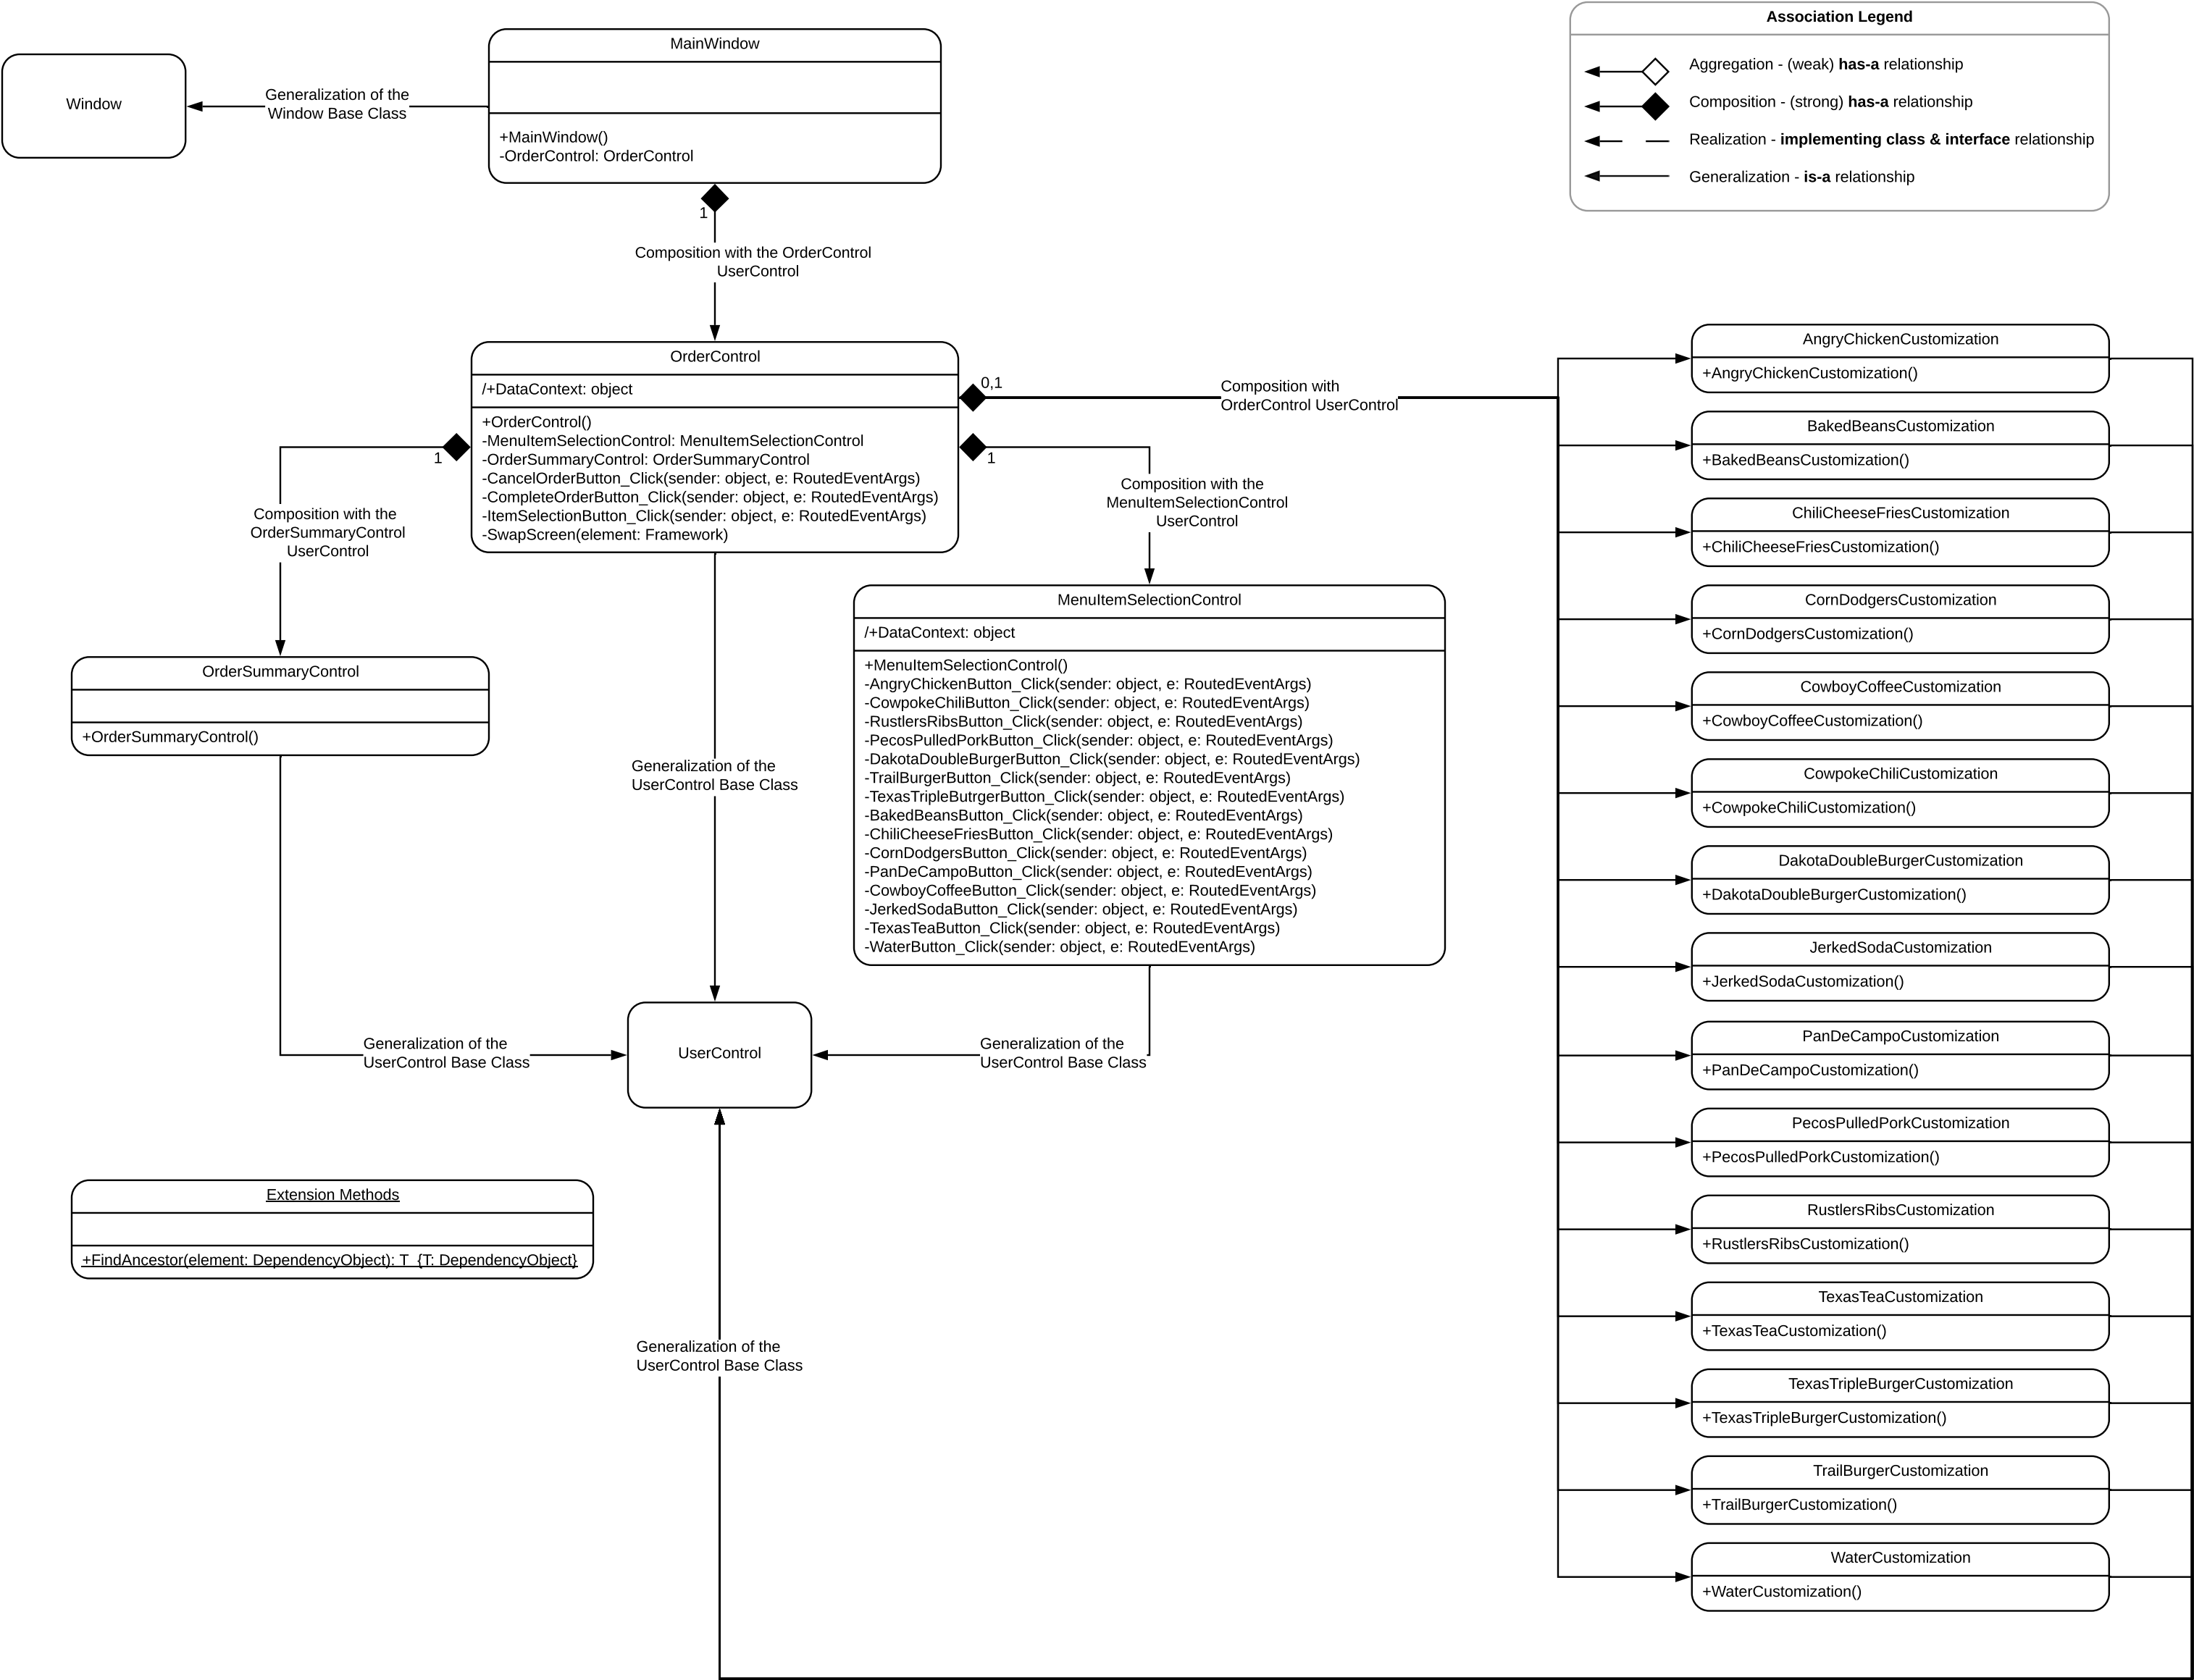 Association Legend
Aggregation - (weak) has-a relationship
Composition - (strong) has-a relationship
Realization - implementing class & interface relationship
Generalization - is-a relationship
Window
Generalization of the
Window Base Class
MainWindow
+MainWindow()
-OrderControl: OrderControl
1
Composition with the OrderControl
UserControl
OrderControl
/+DataContext: object
+OrderControl()
-MenuItemSelectionControl: MenuItemSelectionControl
-OrderSummaryControl: OrderSummaryControl
-CancelOrderButton_Click(sender: object, e: RoutedEventArgs)
-CompleteOrderButton_Click(sender: object, e: RoutedEventArgs)
-ItemSelectionButton_Click(sender: object, e: RoutedEventArgs)
-SwapScreen(element: Framework)
0,1
Composition with
OrderControl UserControl
1
Composition with the
OrderSummaryControl
UserControl
1
Composition with the
MenuItemSelectionControl
UserControl
OrderSummaryControl
+OrderSummaryControl()
Generalization of the
UserControl Base Class
MenuItemSelectionControl
/+DataContext: object
+MenuItemSelectionControl()
-AngryChickenButton_Click(sender: object, e: RoutedEventArgs)
-CowpokeChiliButton_Click(sender: object, e: RoutedEventArgs)
-RustlersRibsButton_Click(sender: object, e: RoutedEventArgs)
-PecosPulledPorkButton_Click(sender: object, e: RoutedEventArgs)
-DakotaDoubleBurgerButton_Click(sender: object, e: RoutedEventArgs)
-TrailBurgerButton_Click(sender: object, e: RoutedEventArgs)
-TexasTripleButrgerButton_Click(sender: object, e: RoutedEventArgs)
-BakedBeansButton_Click(sender: object, e: RoutedEventArgs)
-ChiliCheeseFriesButton_Click(sender: object, e: RoutedEventArgs)
-CornDodgersButton_Click(sender: object, e: RoutedEventArgs)
-PanDeCampoButton_Click(sender: object, e: RoutedEventArgs)
-CowboyCoffeeButton_Click(sender: object, e: RoutedEventArgs)
-JerkedSodaButton_Click(sender: object, e: RoutedEventArgs)
-TexasTeaButton_Click(sender: object, e: RoutedEventArgs)
-WaterButton_Click(sender: object, e: RoutedEventArgs)
Generalization of the
UserControl Base Class
UserControl
Generalization of the
UserControl Base Class
Extension Methods
+FindAncestor(element: DependencyObject): T {T: DependencyObject}
Generalization of the
UserControl Base Class
AngryChickenCustomization
+AngryChickenCustomization()
BakedBeansCustomization
+BakedBeansCustomization()
ChiliCheeseFriesCustomization
+ChiliCheeseFriesCustomization()
CornDodgersCustomization
+CornDodgersCustomization()
CowboyCoffeeCustomization
+CowboyCoffeeCustomization()
CowpokeChiliCustomization
+CowpokeChiliCustomization()
DakotaDoubleBurgerCustomization
+DakotaDoubleBurgerCustomization()
JerkedSodaCustomization
+JerkedSodaCustomization()
PanDeCampoCustomization
+PanDeCampoCustomization()
PecosPulledPorkCustomization
+PecosPulledPorkCustomization()
RustlersRibsCustomization
+RustlersRibsCustomization()
TexasTeaCustomization
+TexasTeaCustomization()
TexasTripleBurgerCustomization
+TexasTripleBurgerCustomization()
TrailBurgerCustomization
+TrailBurgerCustomization()
WaterCustomization
+WaterCustomization()